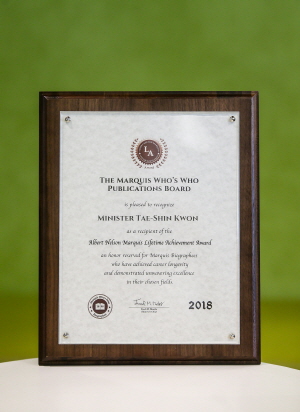 LA
The Marquis Who's Who
Publications Board
is pleased to recognize
Minister Tae-Shin Kwon
as a recipient of the
Albert Nelson Marquis Lifetime Achievement Award
an honor reserved for Marquis Biographees
who have achieved career longevity
and demonstrated unwavering excellence
in their chosen fields
2018